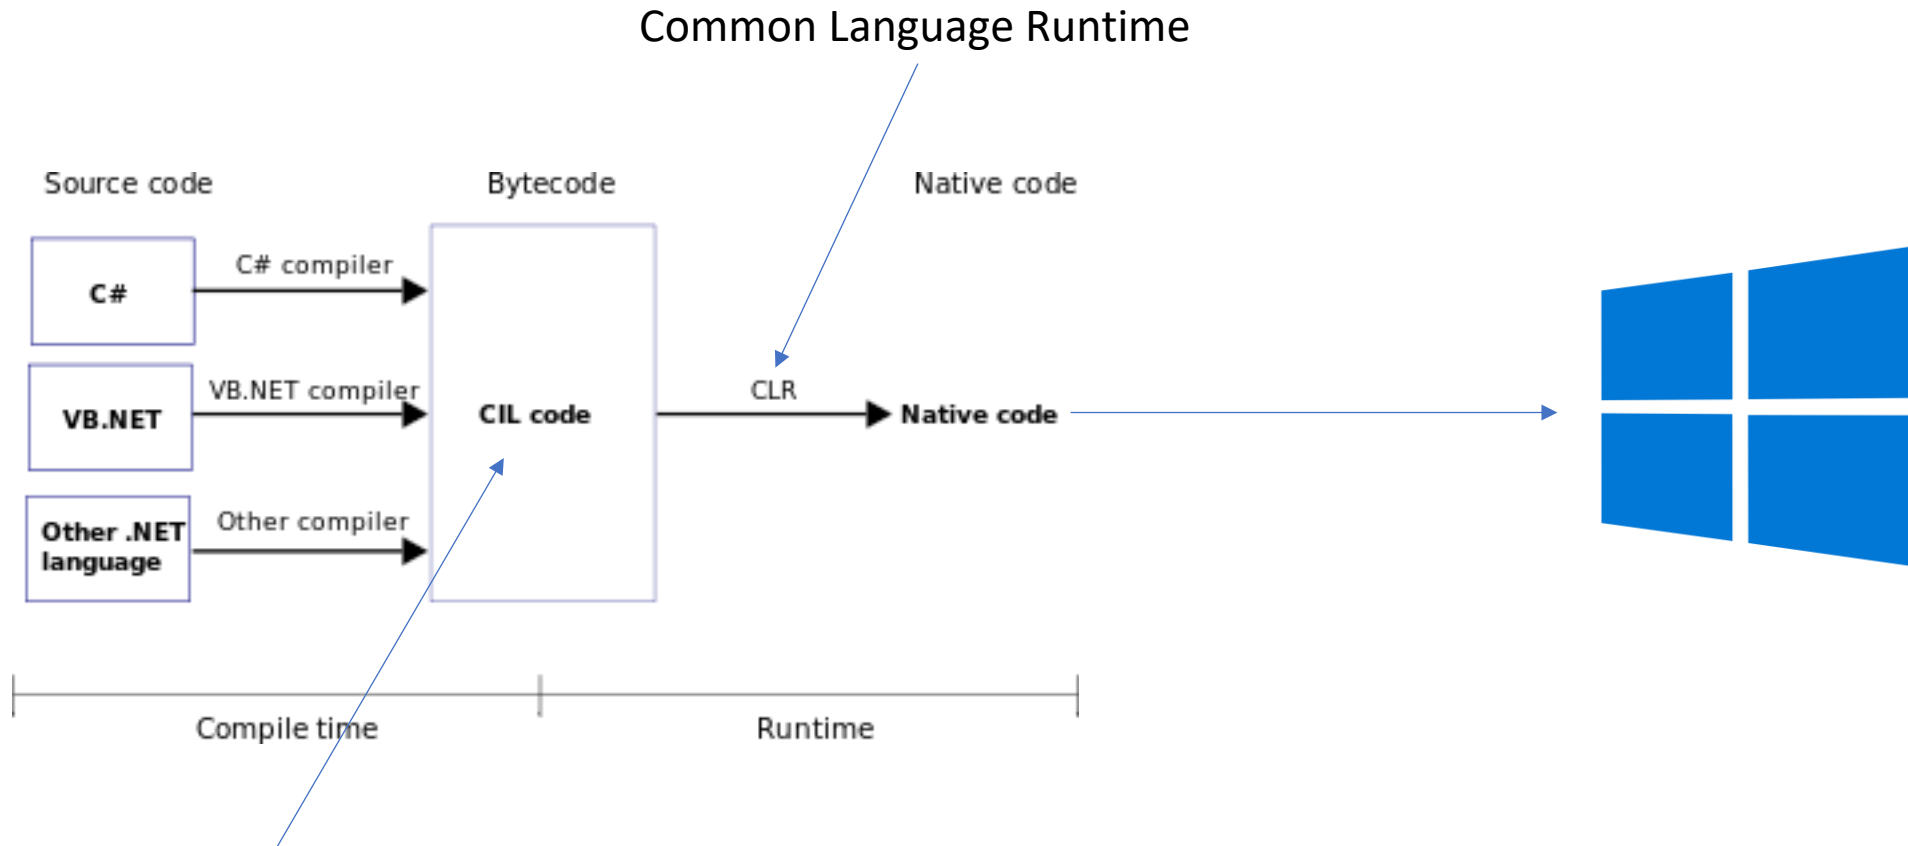 Common Language Runtime
Source code
Bytecode
Native code
C#
C# compiler
VB.NET
VB.NET compiler
CIL code
CLR
Native code
Other .NET
language
Other compiler
Compile time
Runtime